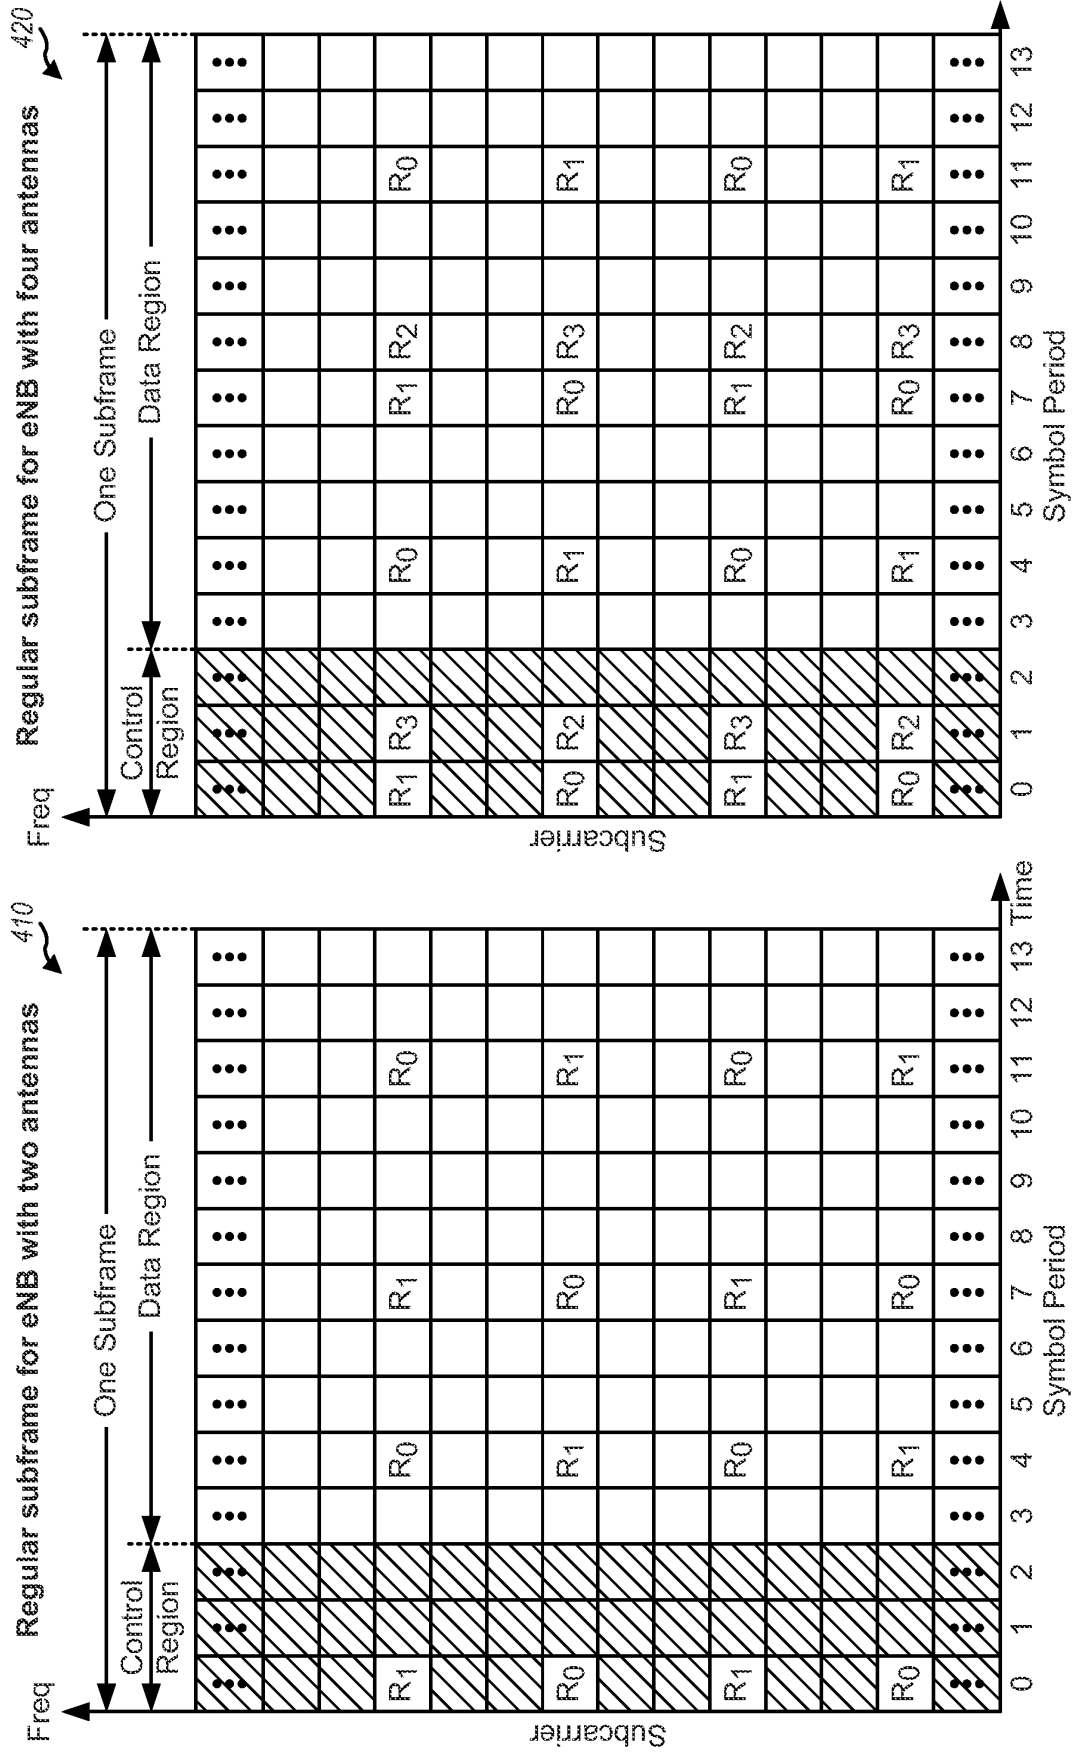 Regular subframe for eNB with two antennas
410
Freq
One Subframe
Control
Region
Data Region
Subcarrier
R1 R0 R1 R0
R0 R1 R0 R1
R1 R0 R1 R0
R0 R1 R0 R1
0 1 2 3 4 5 6 7 8 9 10 11 12 13
Time
Symbol Period
Regular subframe for eNB with four antennas
420
Freq
One Subframe
Control
Region
Data Region
Subcarrier
R1 R3 R0 R1 R2 R0
R0 R2 R1 R0 R3 R1
R1 R3 R0 R1 R2 R0
R0 R2 R1 R0 R3 R1
0 1 2 3 4 5 6 7 8 9 10 11 12 13
Symbol Period